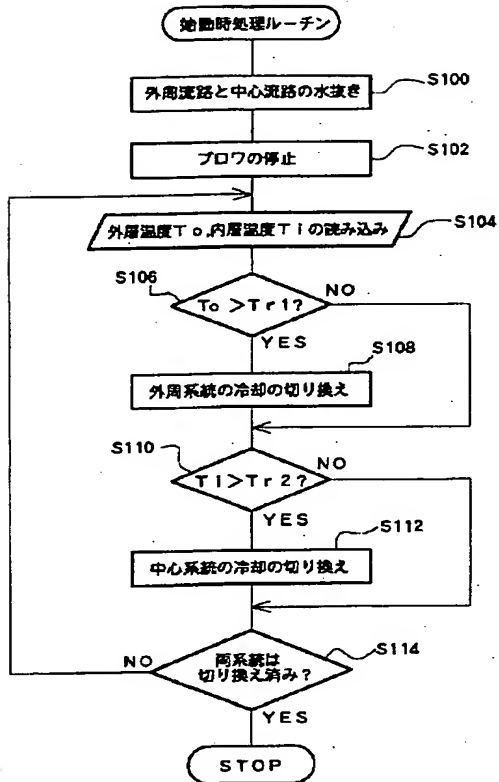 始動時処理ルーチン
S100
外周流路と中心流路の水抜き
S102
ブロワの停止
S104
外層温度To,内層温度Tiの読み込み
S106
To>Tr1?
NO
YES
S108
外周系統の冷却の切り換え
S110
Ti>Tr2?
NO
YES
S112
中心系統の冷却の切り換え
S114
両系統は
切り換え済み?
NO
YES
STOP